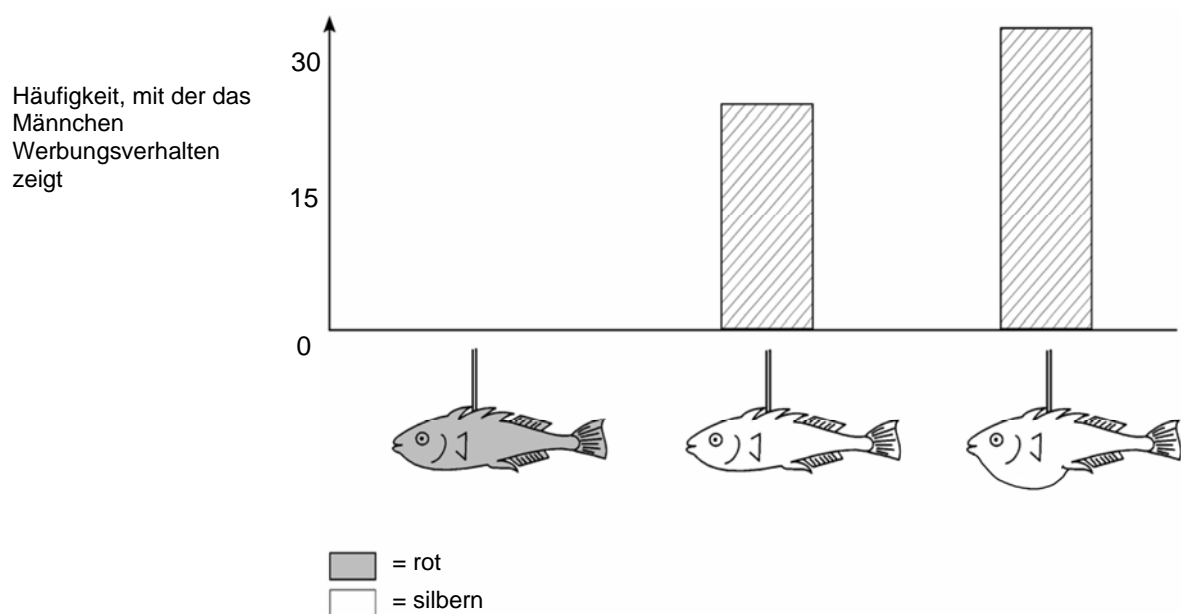 30
Häufigkeit, mit der das
Männchen
Werbungsverhalten
zeigt
15
0
= rot
= silbern